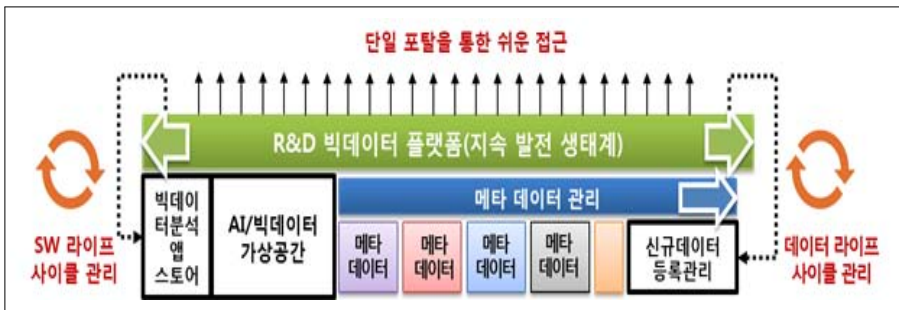 단일 포탈을 통한 쉬운 접근
R&D 빅데이터 플랫폼(지속 발전 생태계)
SW 라이프
사이클 관리
빅데이
터분석
앱
스토어
AI/빅데이터
가상공간
메타 데이터 관리
메타
데이터
메타
데이터
메타
데이터
메타
데이터
신규데이터
등록관리
데이터 라이프
사이클 관리